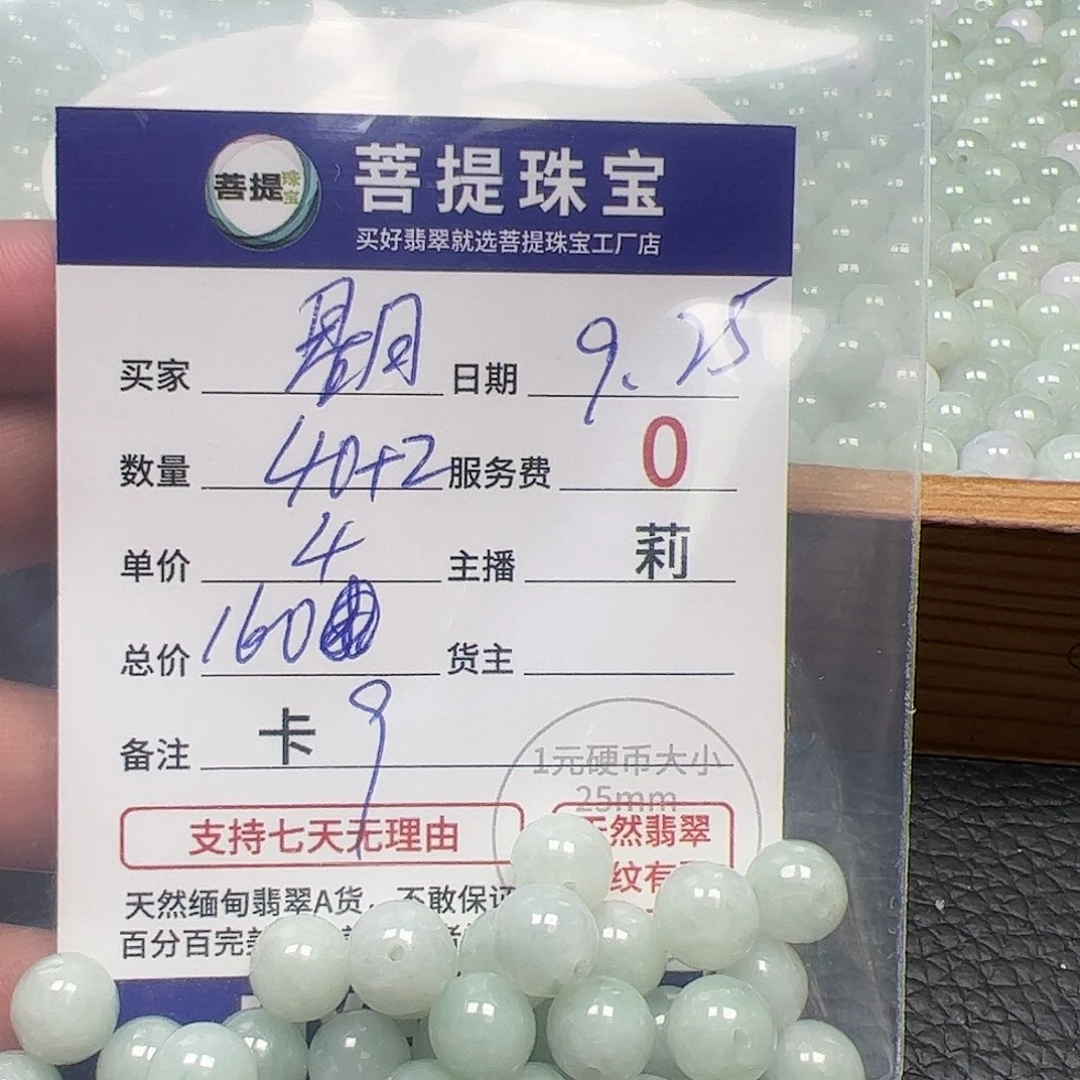 菩提珠宝
菩提珠宝
买好翡翠就选菩提珠宝工厂店
买家 日期 9.25
数量 40+2 服务费 0
单价 4 主播 莉
总价 160 货主
备注 卡 9
1元硬币大小
25mm
支持七天无理由 天然翡翠
纹有
天然缅甸翡翠A货,不敢保证
百分百完美